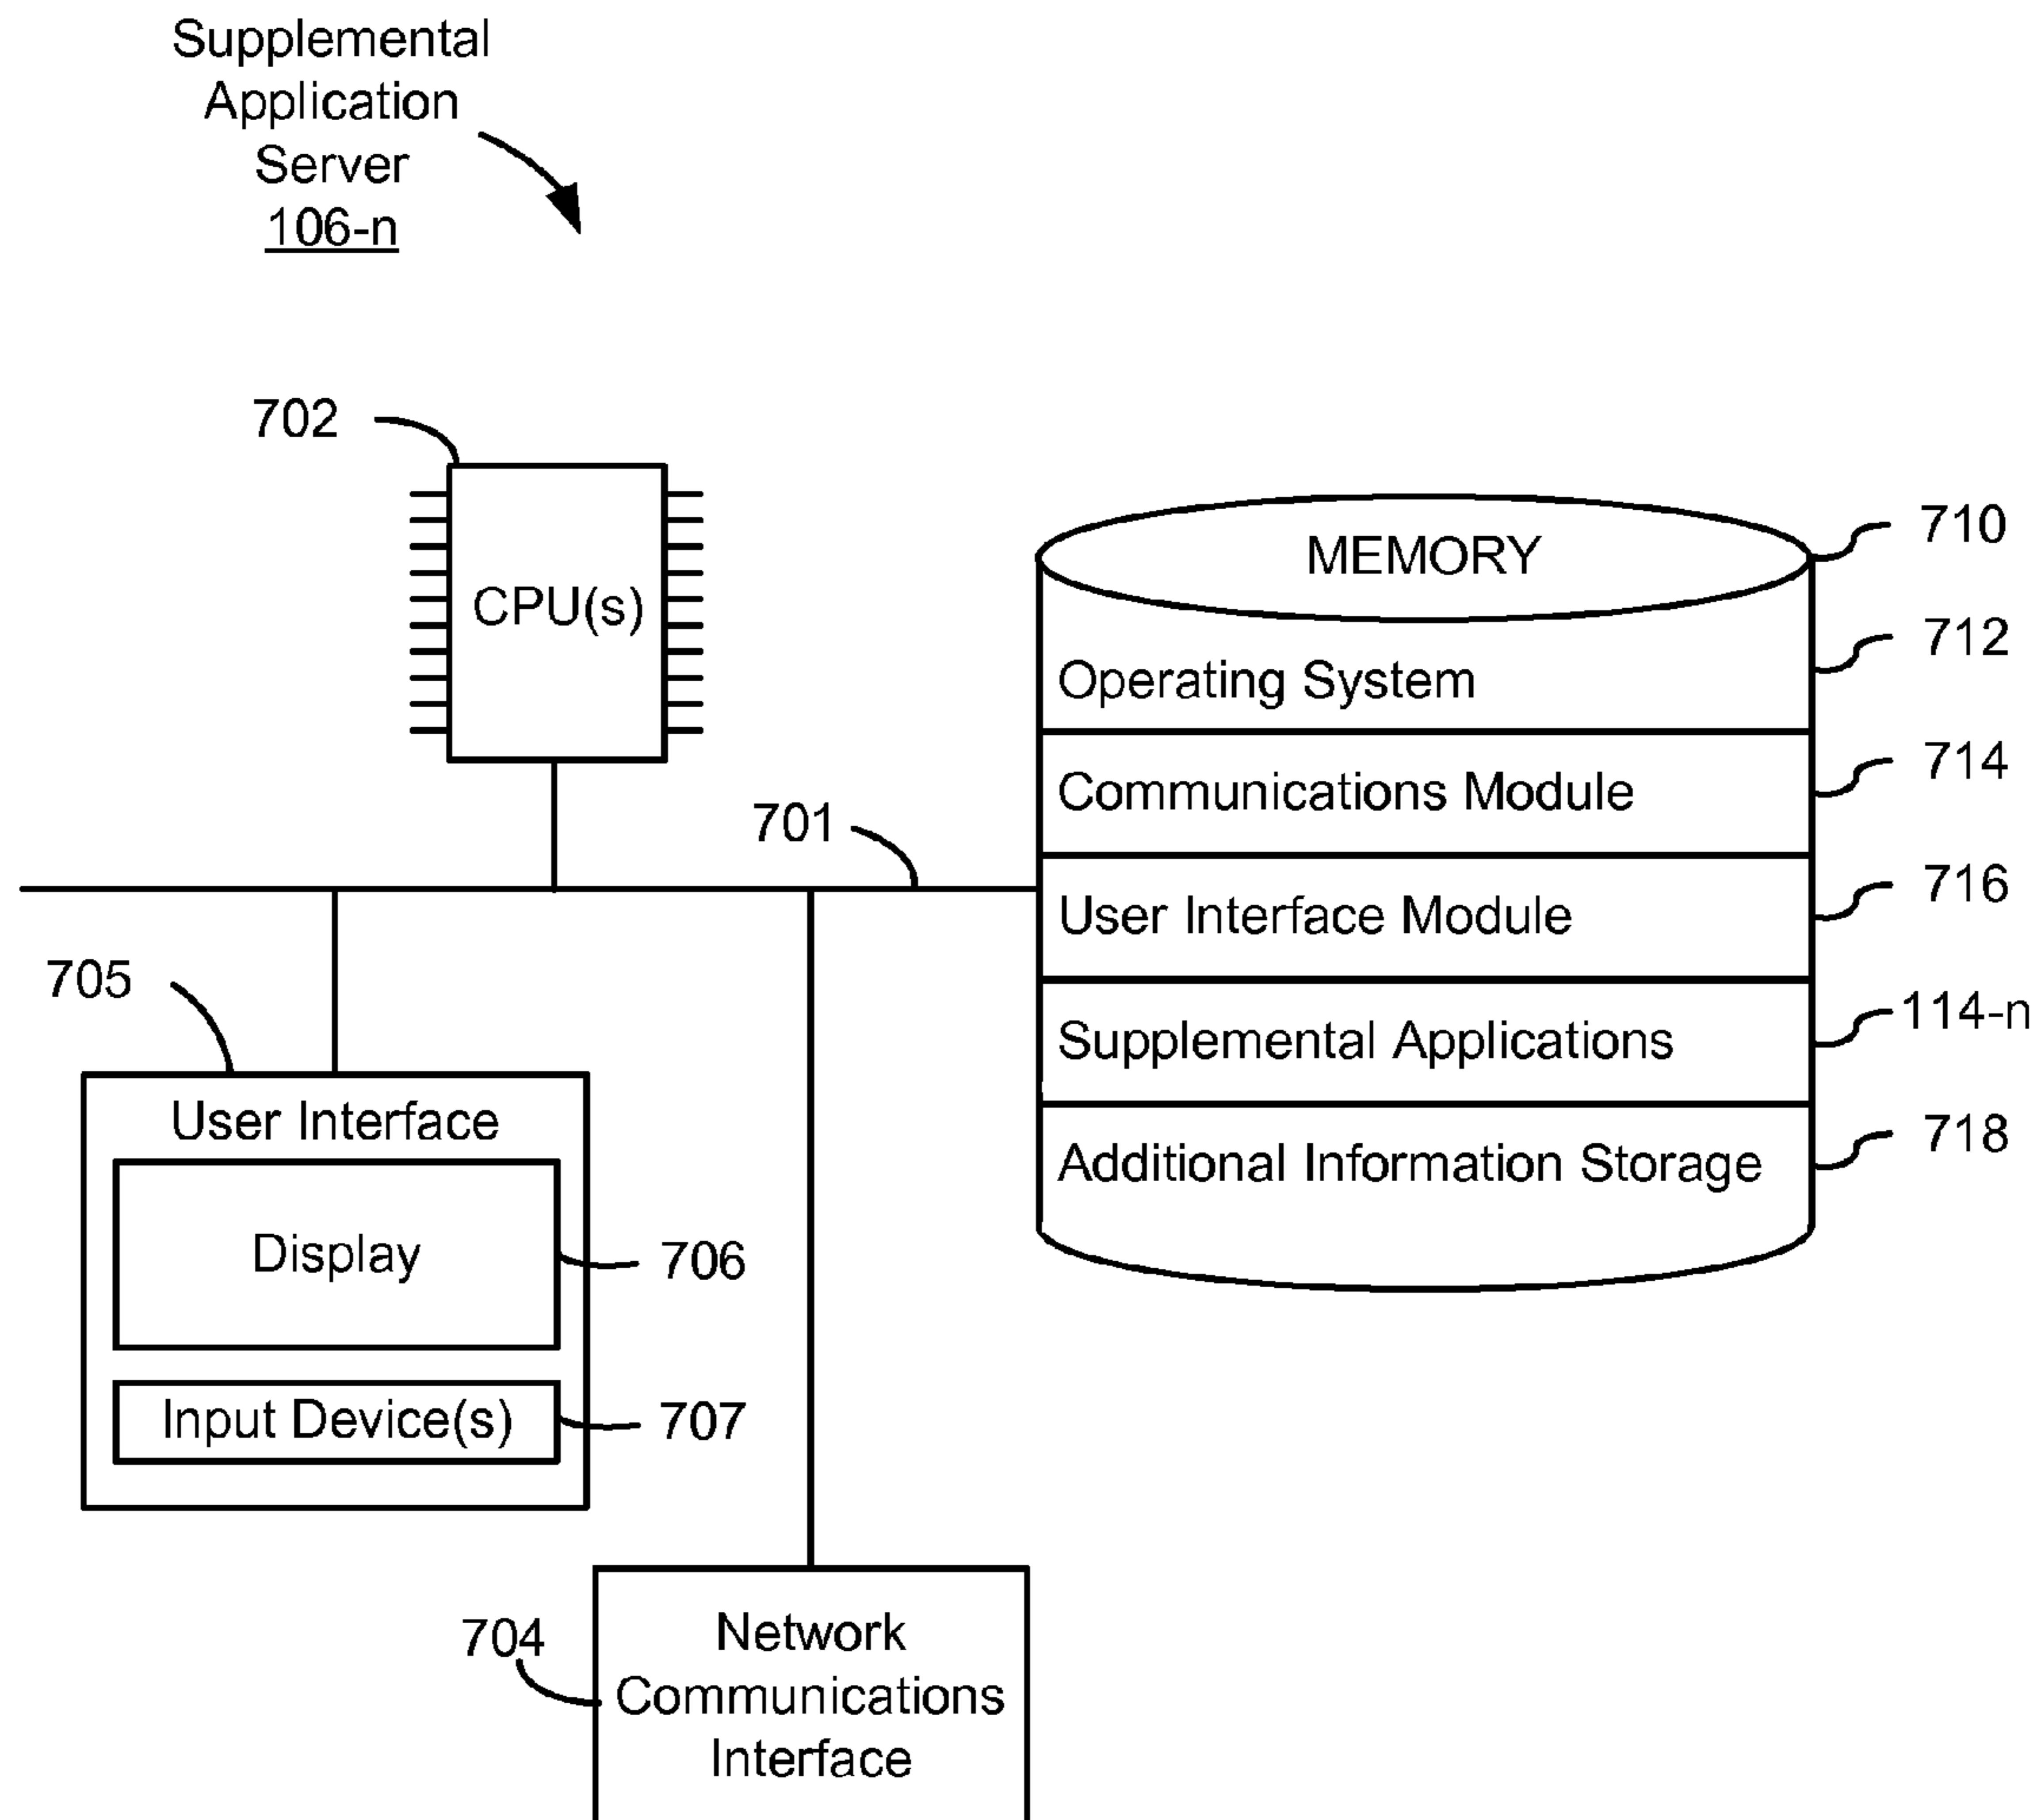 Supplemental
Application
Server
106-n
702
CPU(s)
MEMORY
710
Operating System
712
Communications Module
714
701
User Interface Module
716
Supplemental Applications
114-n
Additional Information Storage
718
705
User Interface
Display
706
Input Device(s)
707
704
Network
Communications
Interface